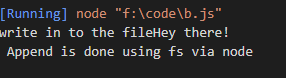 [Running] node "f:\code\b.js"
write in to the fileHey there!
Append is done using fs via node